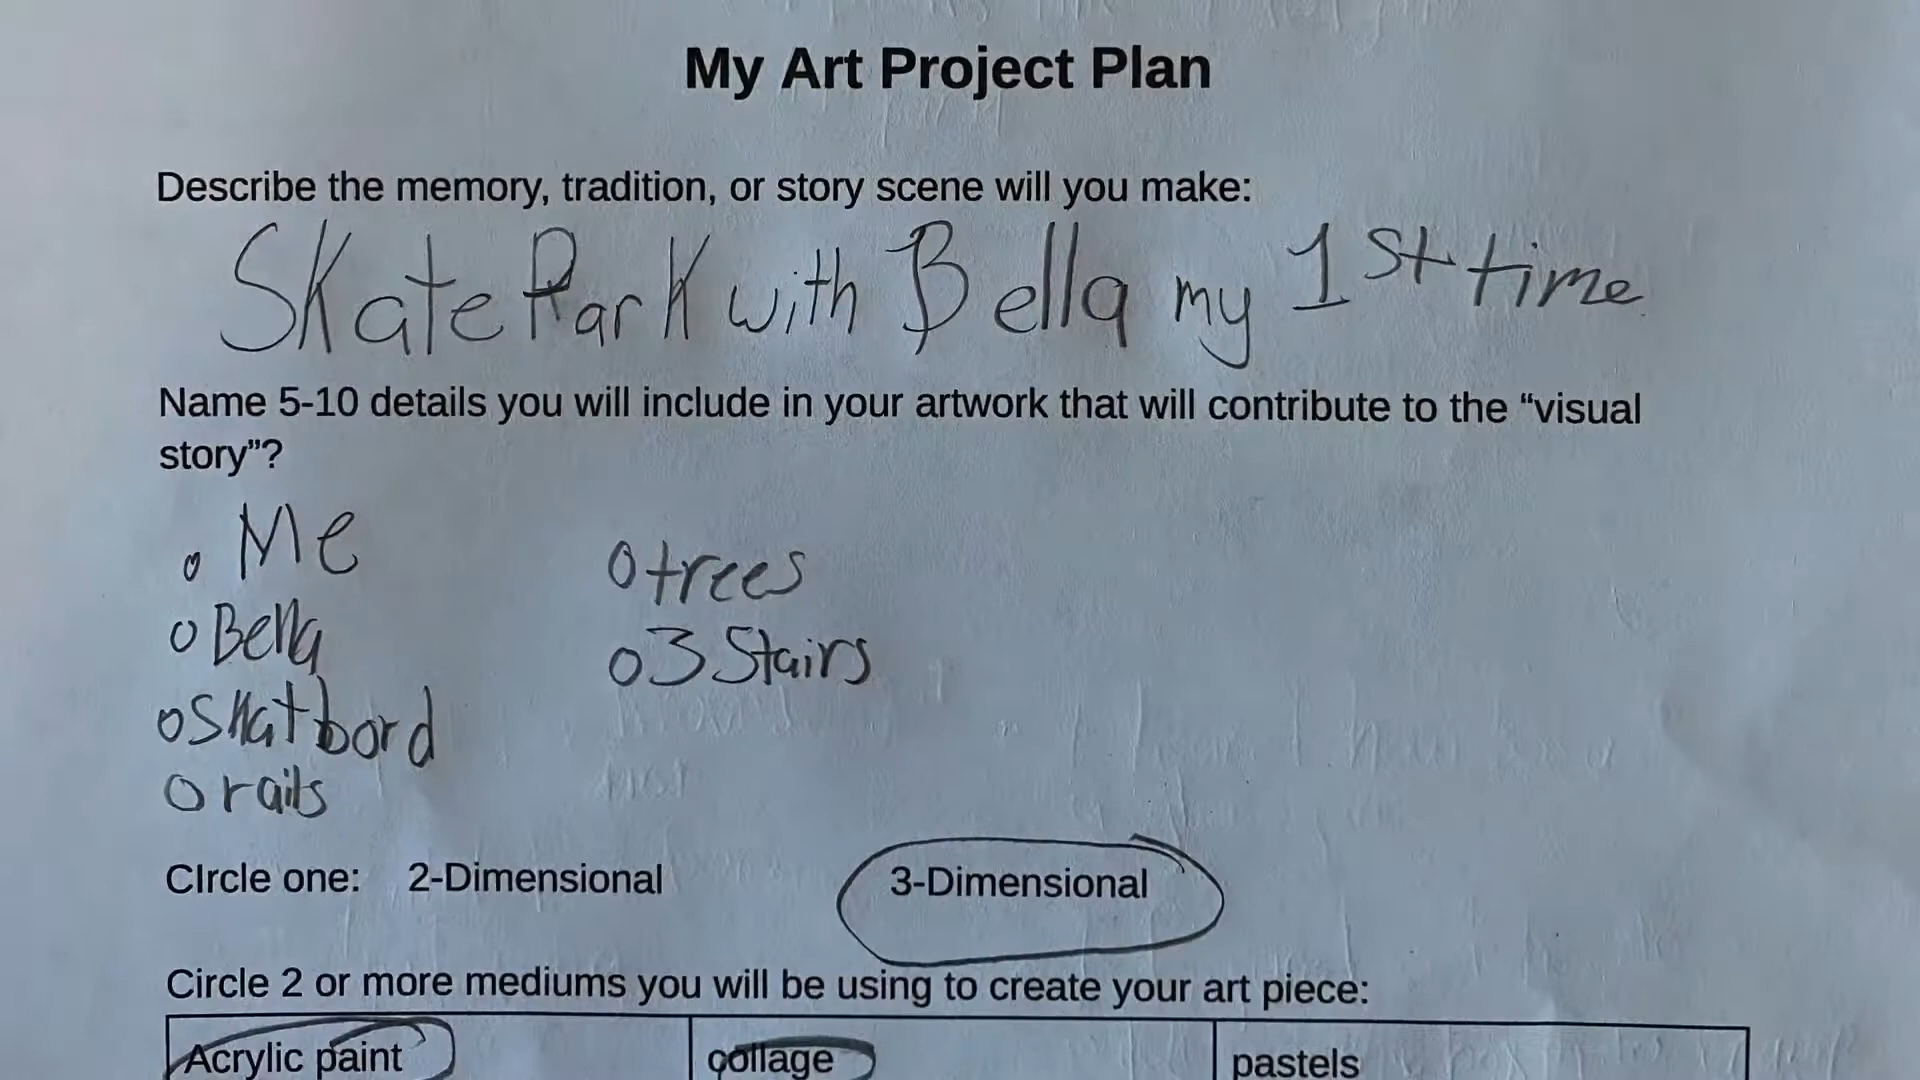 My Art Project Plan
Describe the memory, tradition, or story scene will you make:
Skate Park with Bella my 1st time
Name 5-10 details you will include in your artwork that will contribute to the “visual
story”?
Me
Bella
Skatbord
rails
trees
3 Stairs
CIrcle one: 2-Dimensional 3-Dimensional
Circle 2 or more mediums you will be using to create your art piece:
Acrylic paint collage pastels